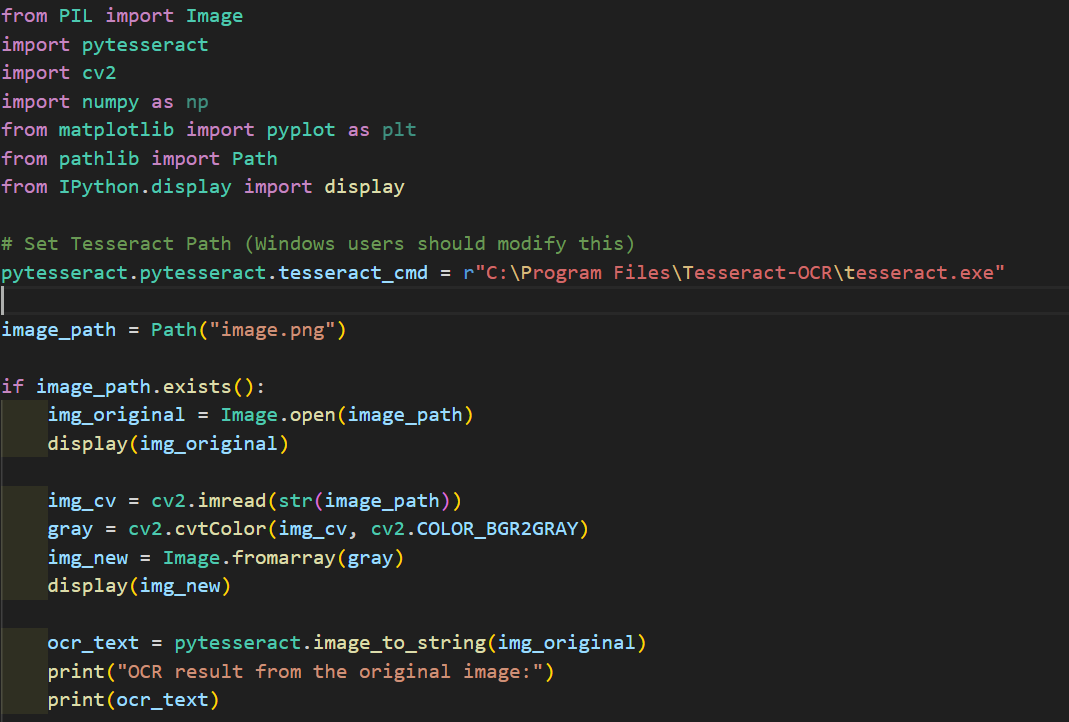 from PIL import Image
import pytesseract
import cv2
import numpy as np
from matplotlib import pyplot as plt
from pathlib import Path
from IPython.display import display

# Set Tesseract Path (Windows users should modify this)
pytesseract.pytesseract.tesseract_cmd = r"C:\Program Files\Tesseract-OCR\tesseract.exe"

image_path = Path("image.png")

if image_path.exists():
    img_original = Image.open(image_path)
    display(img_original)

    img_cv = cv2.imread(str(image_path))
    gray = cv2.cvtColor(img_cv, cv2.COLOR_BGR2GRAY)
    img_new = Image.fromarray(gray)
    display(img_new)

    ocr_text = pytesseract.image_to_string(img_original)
    print("OCR result from the original image:")
    print(ocr_text)